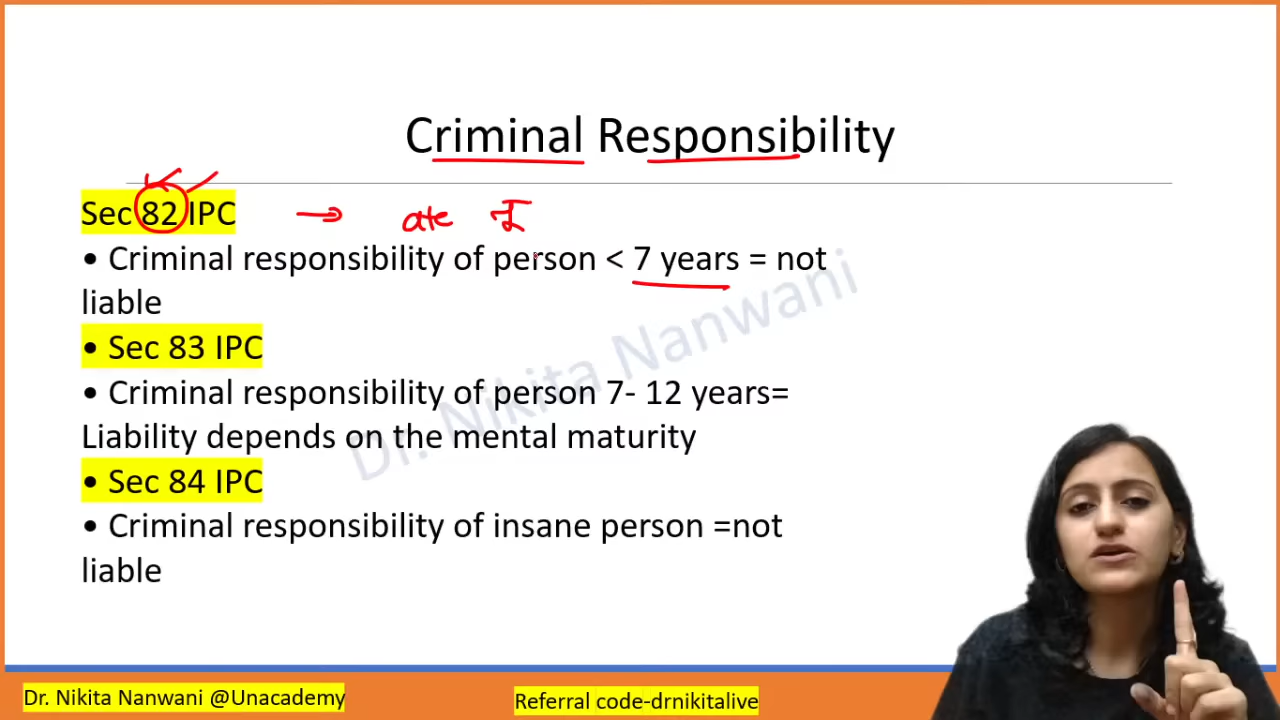 Criminal Responsibility
Sec 82 IPC → ate
• Criminal responsibility of person < 7 years = not
liable
• Sec 83 IPC
• Criminal responsibility of person 7- 12 years=
Liability depends on the mental maturity
• Sec 84 IPC
• Criminal responsibility of insane person =not
liable
Dr. Nikita Nanwani
Dr. Nikita Nanwani @Unacademy
Referral code-drnikitalive